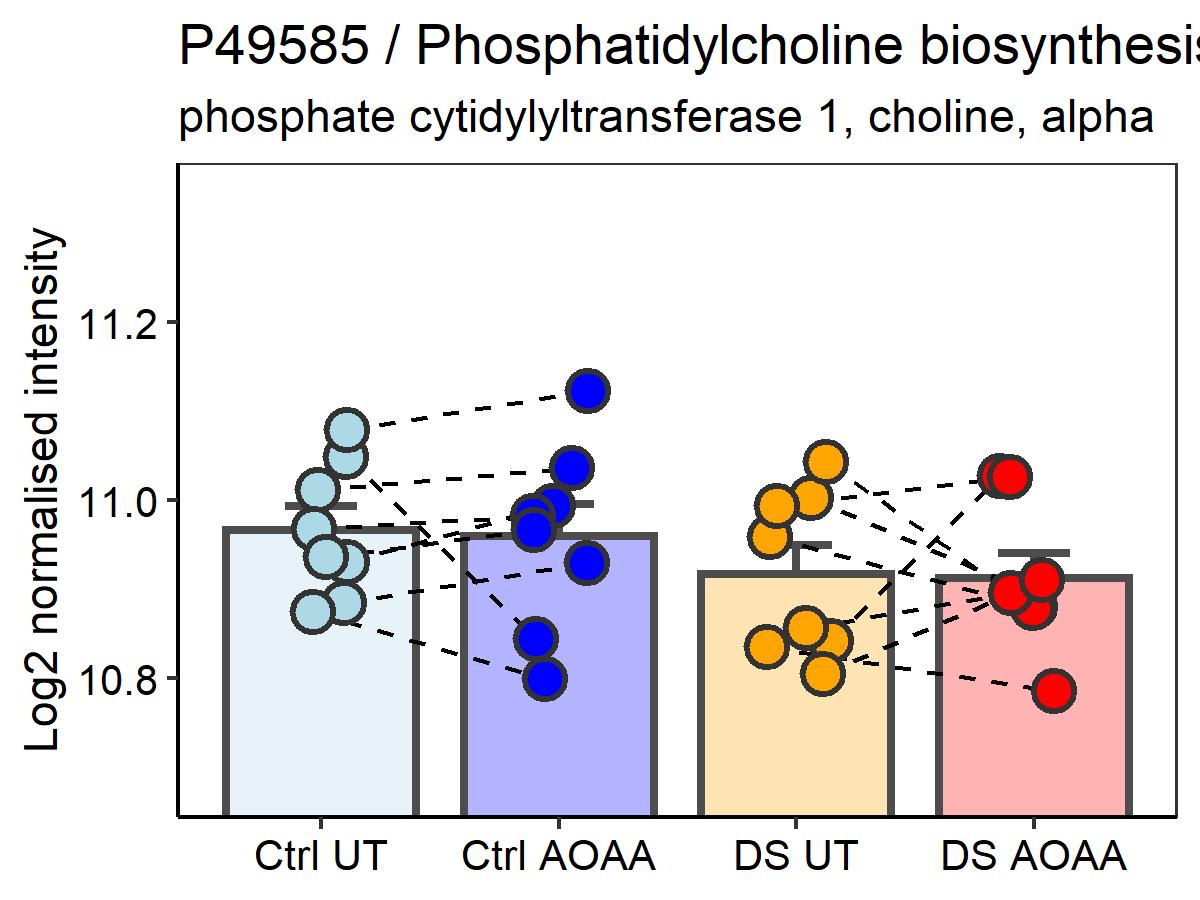 P49585 / Phosphatidylcholine biosynthesis
phosphate cytidylyltransferase 1, choline, alpha
Log2 normalised intensity
11.2
11.0
10.8
Ctrl UT
Ctrl AOAA
DS UT
DS AOAA